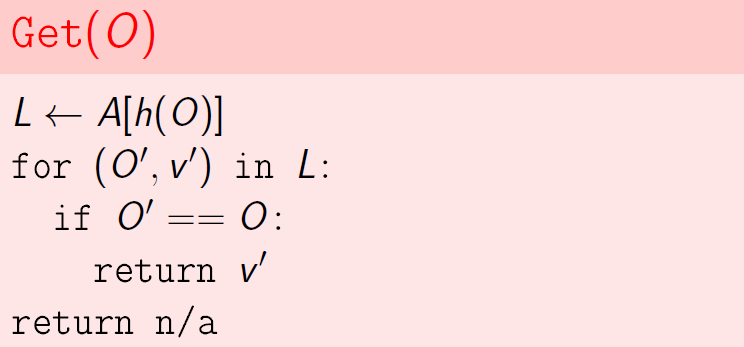 Get(O)
L ← A[h(O)]
for (O′, v′) in L:
if O′ == O:
return v′
return n/a